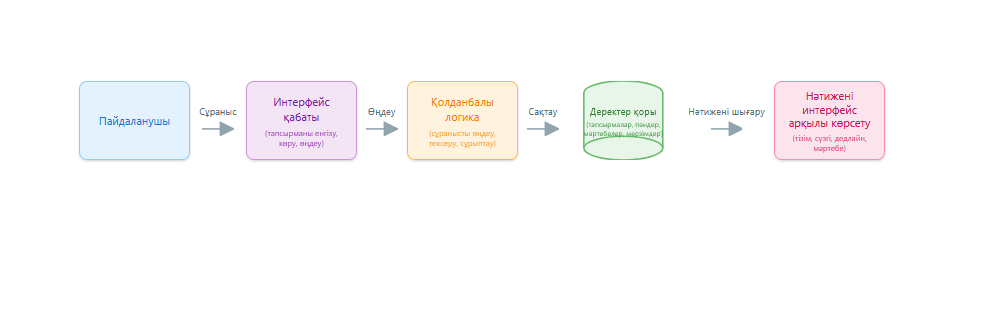 Пайдаланушы
Сұраныс
Интерфейс
қабаты
(тапсырманы енгізу,
көру, өңдеу)
Өңдеу
Қолданбалы
логика
(сұранысты өңдеу,
тексеру, сұрыптау)
Сақтау
Деректер қоры
(тапсырмалар, пәндер,
мәртебелер, мерзімдер)
Нәтижені шығару
Нәтижені
интерфейс
арқылы көрсету
(тізім, сүзгі, дедлайн,
мәртебе)